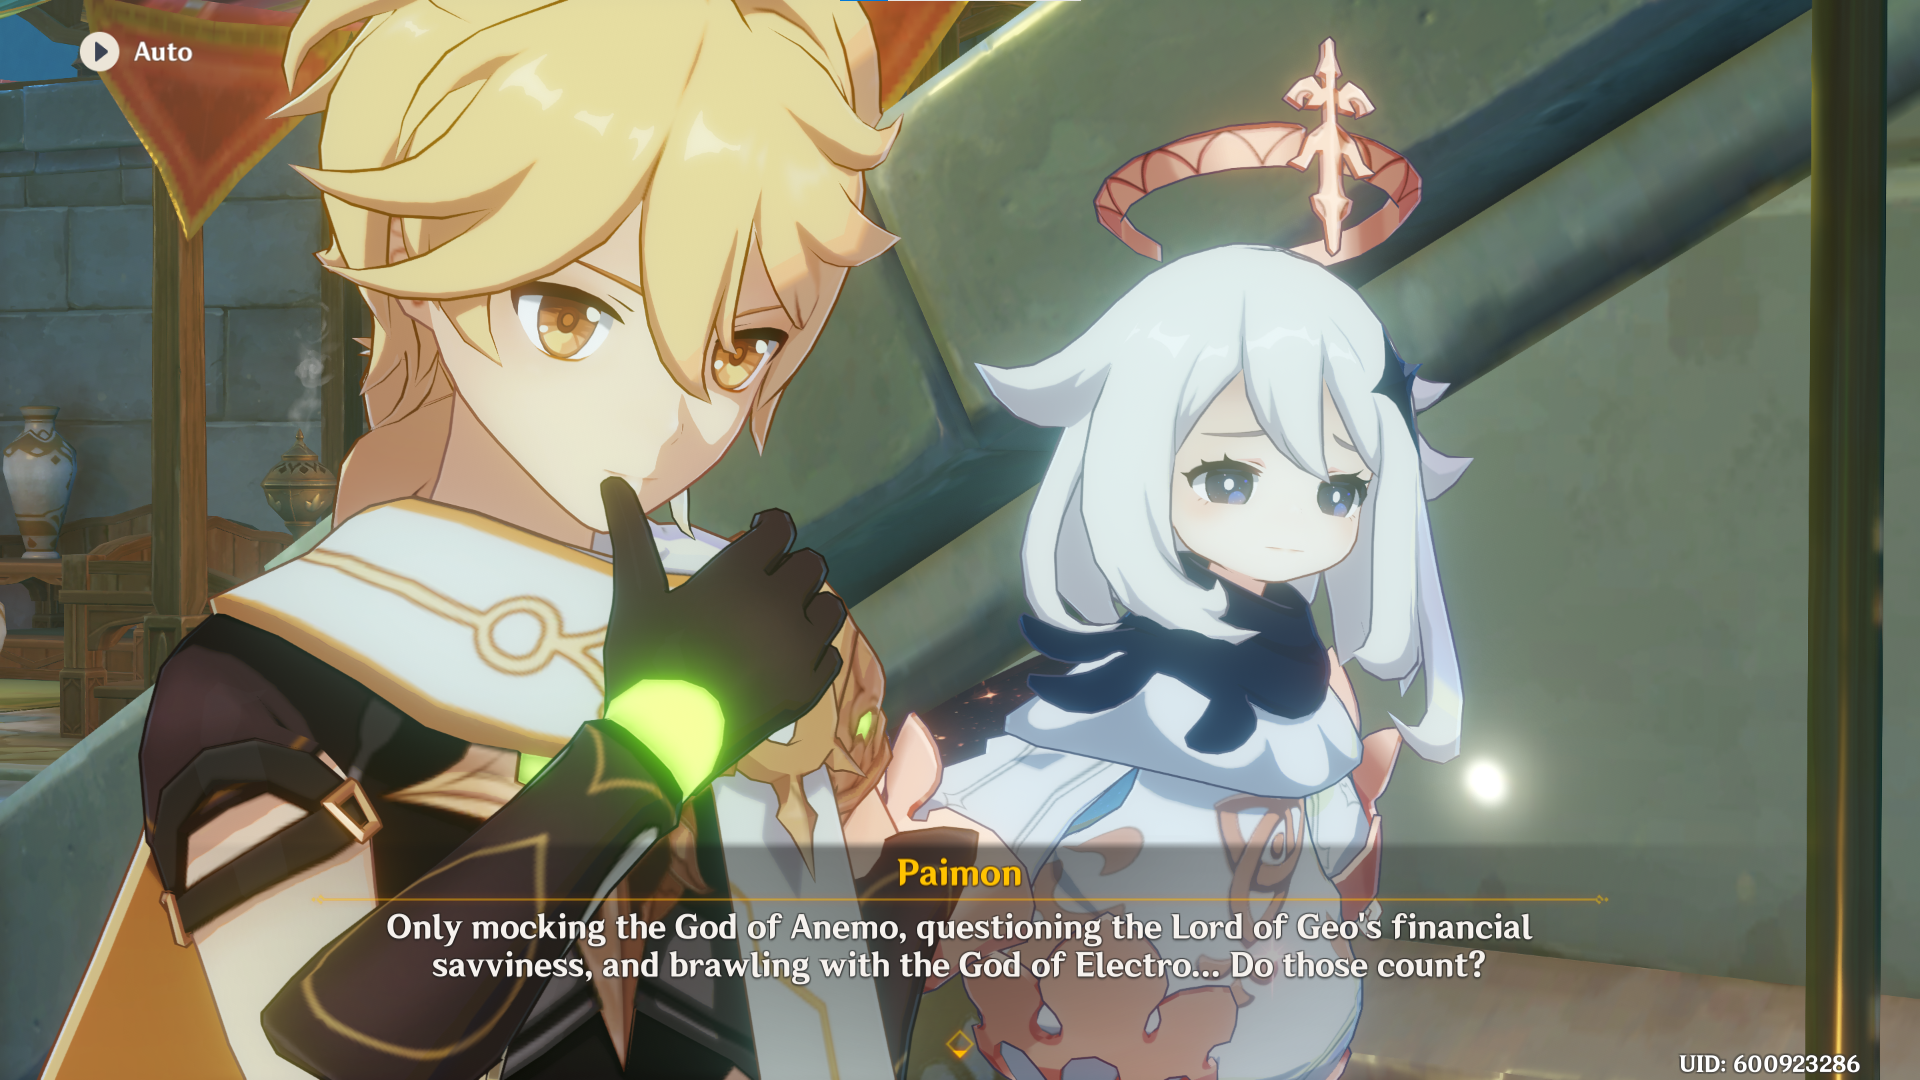 Auto
Paimon
Only mocking the God of Anemo, questioning the Lord of Geo's financial
savviness, and brawling with the God of Electro... Do those count?
UID: 600923286